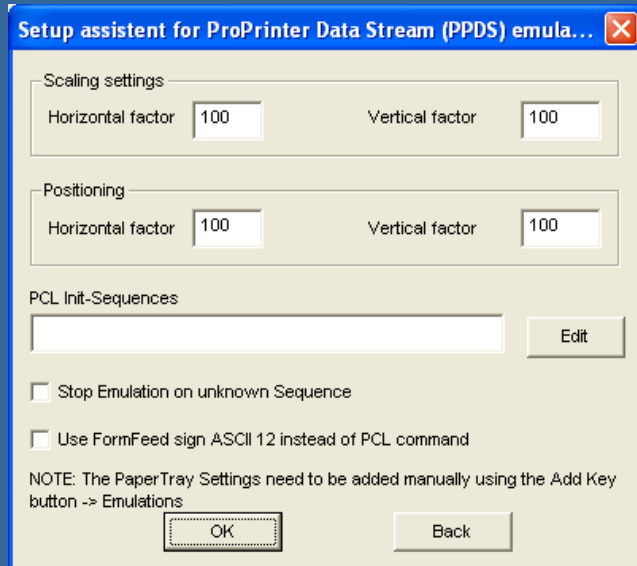 Setup assistent for ProPrinter Data Stream (PPDS) emula...
Scaling settings
Horizontal factor 100 Vertical factor 100
Positioning
Horizontal factor 100 Vertical factor 100
PCL Init-Sequences
Edit
Stop Emulation on unknown Sequence
Use FormFeed sign ASCII 12 instead of PCL command
NOTE: The PaperTray Settings need to be added manually using the Add Key
button -> Emulations
OK Back